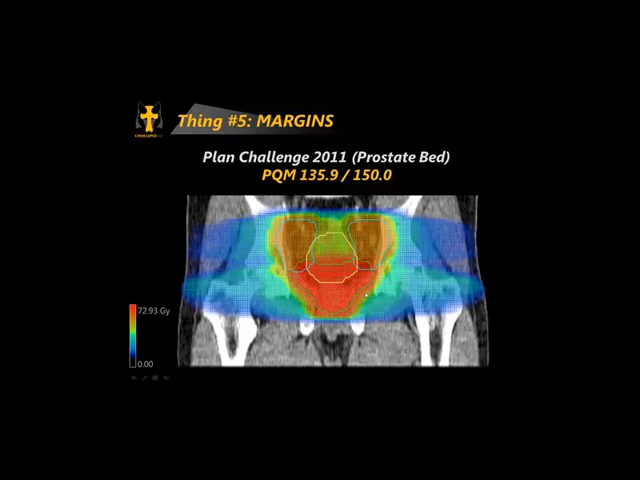 Thing #5: MARGINS
Plan Challenge 2011 (Prostate Bed)
PQM 135.9 / 150.0
72.93 Gy
0.00